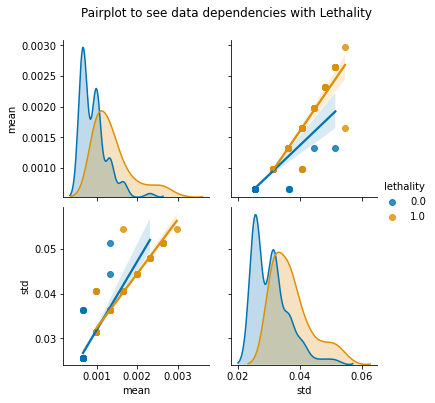 Pairplot to see data dependencies with Lethality
0.0030
0.0025
0.0020
0.0015
0.0010
mean
lethality
0.0
1.0
0.05
0.04
0.03
std
0.001 0.002 0.003
mean
0.02 0.04 0.06
std